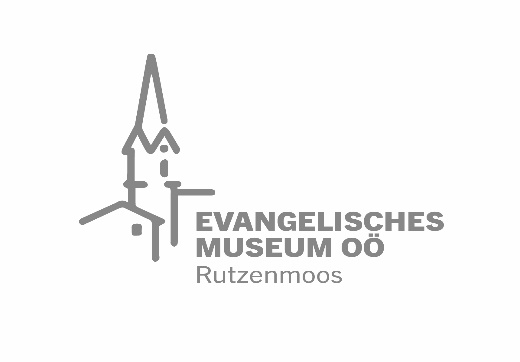 EVANGELISCHES
MUSEUM OÖ
Rutzenmoos